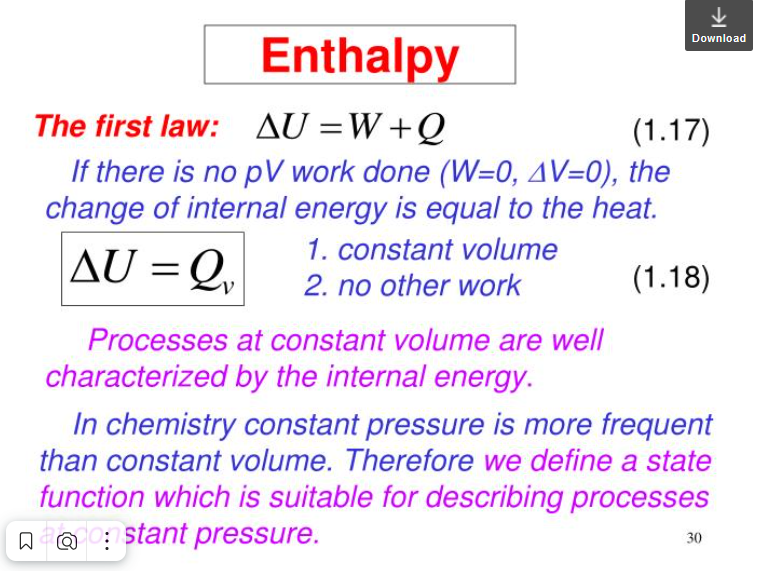 Download
Enthalpy
The first law: ΔU = W + Q (1.17)
If there is no pV work done (W=0, ΔV=0), the
change of internal energy is equal to the heat.
ΔU = Qv
1. constant volume
2. no other work
(1.18)
Processes at constant volume are well
characterized by the internal energy.
In chemistry constant pressure is more frequent
than constant volume. Therefore we define a state
function which is suitable for describing processes
at constant pressure.
30